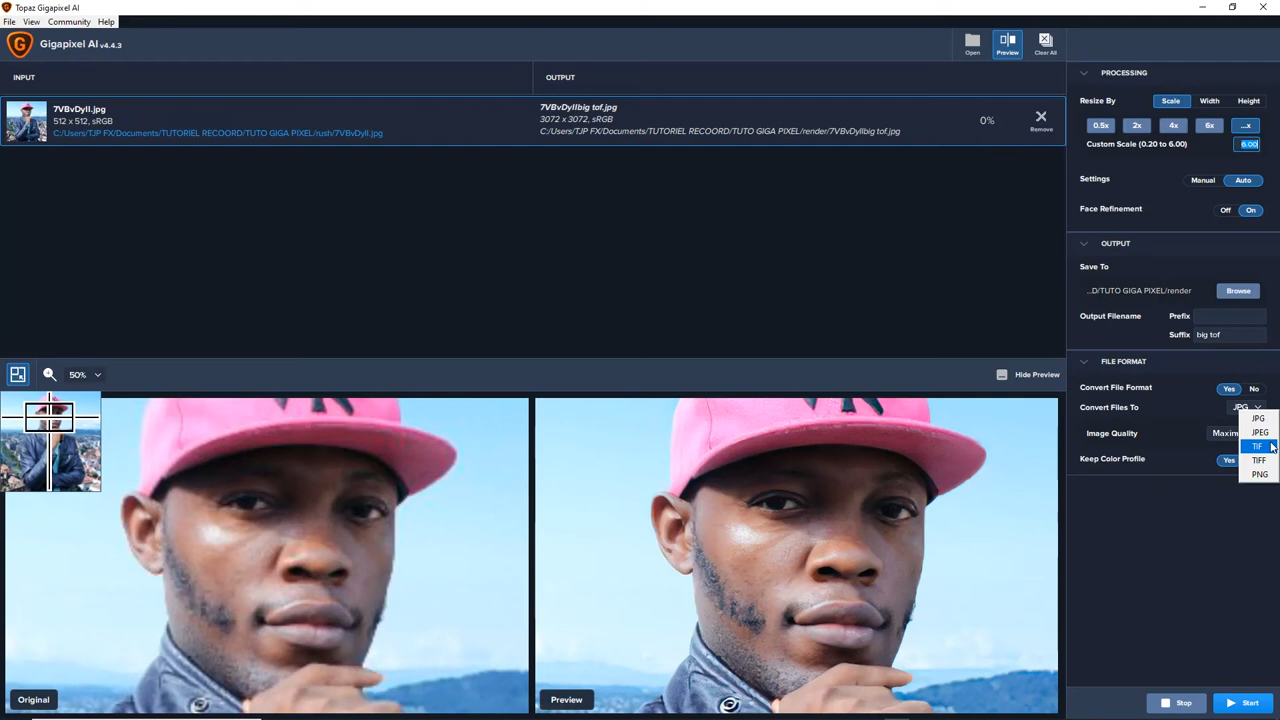 Topaz Gigapixel AI
File View Community Help
Gigapixel AI v4.4.3
Open
Preview
Clear All
INPUT
OUTPUT
7VBvDyII.jpg
512 x 512, sRGB
C:/Users/TJP FX/Documents/TUTORIEL RECOORD/TUTO GIGA PIXEL/rush/7VBvDyII.jpg
7VBvDyIIbig tof.jpg
3072 x 3072, sRGB
C:/Users/TJP FX/Documents/TUTORIEL RECOORD/TUTO GIGA PIXEL/render/7VBvDyIIbig tof.jpg
0%
Remove
PROCESSING
Resize By Scale Width Height
0.5x 2x 4x 6x ...x
Custom Scale (0.20 to 6.00) 6.00
Settings Manual Auto
Face Refinement Off On
OUTPUT
Save To
...D/TUTO GIGA PIXEL/render Browse
Output Filename Prefix
Suffix big tof
FILE FORMAT
Convert File Format Yes No
Convert Files To JPG
JPG
JPEG
TIF
TIFF
PNG
Image Quality Maxim
Keep Color Profile Yes
50%
Hide Preview
Original
Preview
Stop
Start